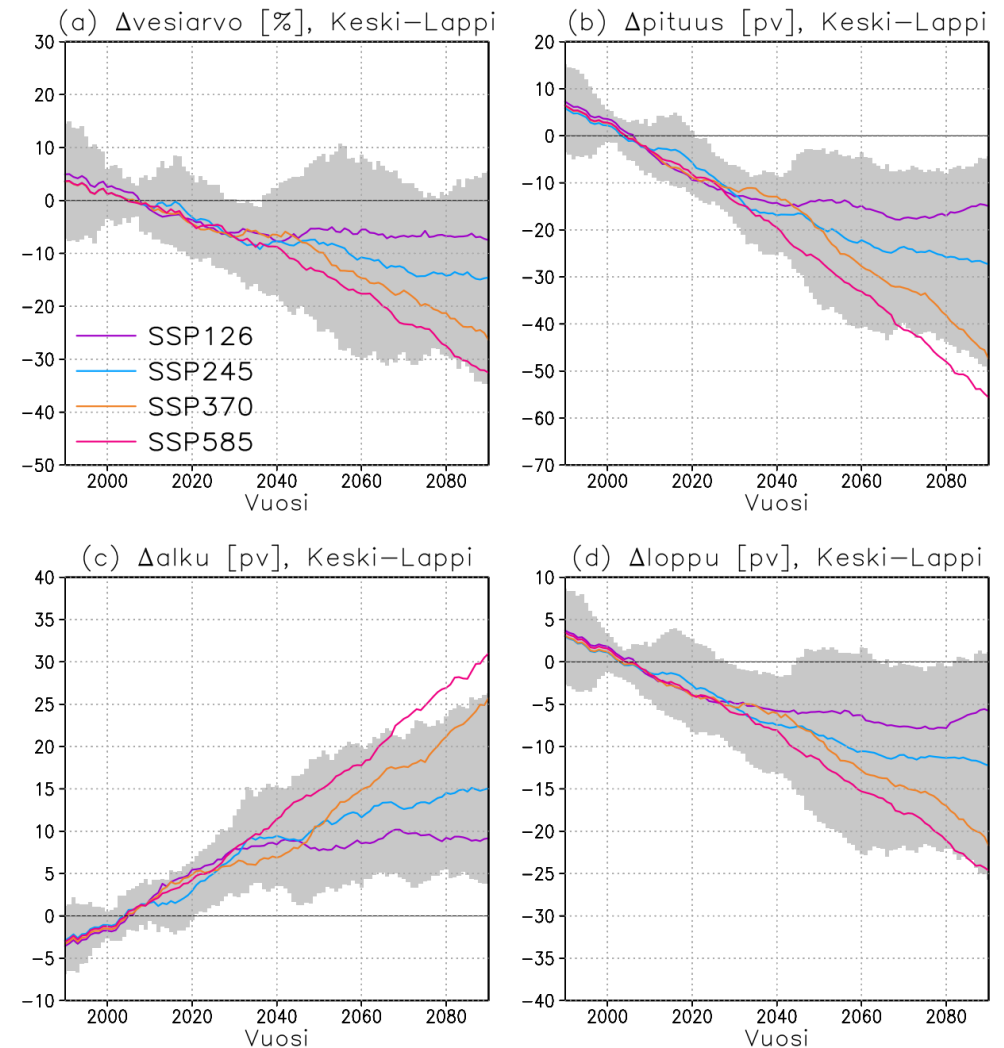 (a) Δvesiarvo [%], Keski–Lappi
30
20
10
0
−10
−20
−30
−40
−50
SSP126
SSP245
SSP370
SSP585
2000 2020 2040 2060 2080
Vuosi
(b) Δpituus [pv], Keski–Lappi
20
10
0
−10
−20
−30
−40
−50
−60
−70
2000 2020 2040 2060 2080
Vuosi
(c) Δalku [pv], Keski–Lappi
40
35
30
25
20
15
10
5
0
−5
−10
2000 2020 2040 2060 2080
Vuosi
(d) Δloppu [pv], Keski–Lappi
10
5
0
−5
−10
−15
−20
−25
−30
−35
−40
2000 2020 2040 2060 2080
Vuosi